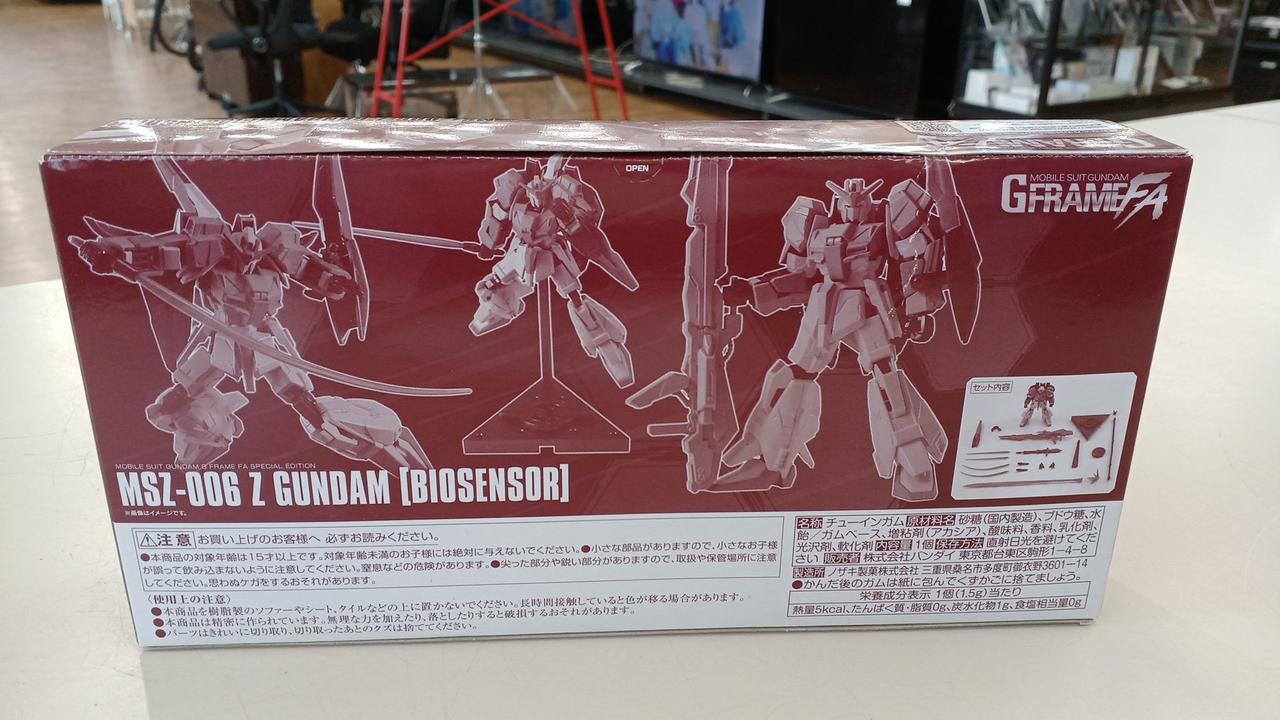 OPEN
MOBILE SUIT GUNDAM
GFRAMEFA
セット内容
MOBILE SUIT GUNDAM G FRAME FA SPECIAL EDITION
MSZ-006 Z GUNDAM [BIOSENSOR]
※画像はイメージです。
注意 お買い上げのお客様へ 必ずお読みください。
●本商品の対象年齢は15才以上です。対象年齢未満のお子様には絶対に与えないでください。●小さな部品がありますので、小さなお子様
が誤って飲み込まないように注意してください。窒息などの危険があります。●尖った部分や鋭い部分がありますので、取扱や保管場所に注意
してください。思わぬケガをするおそれがあります。
〈使用上の注意〉
●本商品を樹脂製のソファーやシート、タイルなどの上に置かないでください。長時間接触していると色が移る場合があります。
●本商品は精密に作られています。無理な力を加えたり、落としたりすると破損するおそれがあります。
●パーツはきれいに切り取り、切り取ったあとのクズは捨ててください。
名称 チューインガム 原材料名 砂糖(国内製造)、ブドウ糖、水
飴／ガムベース、増粘剤(アカシア)、酸味料、香料、乳化剤、
光沢剤、軟化剤 内容量 1個 保存方法 直射日光を避けてくだ
さい 販売者 株式会社バンダイ 東京都台東区駒形1-4-8
製造所 ノザキ製菓株式会社 三重県桑名市多度町御衣野3601-14
●かんだ後のガムは紙に包んでくずかごに捨てましょう。
栄養成分表示 1個(1.5g)当たり
熱量5kcal、たんぱく質・脂質0g、炭水化物1g、食塩相当量0g